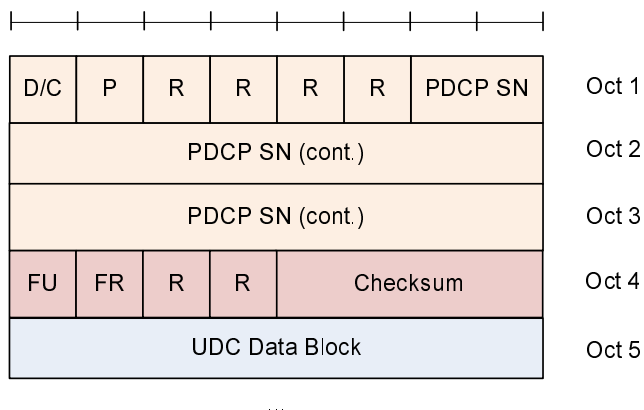 D/C P R R R R PDCP SN Oct 1
PDCP SN (cont.) Oct 2
PDCP SN (cont.) Oct 3
FU FR R R Checksum Oct 4
UDC Data Block Oct 5
...